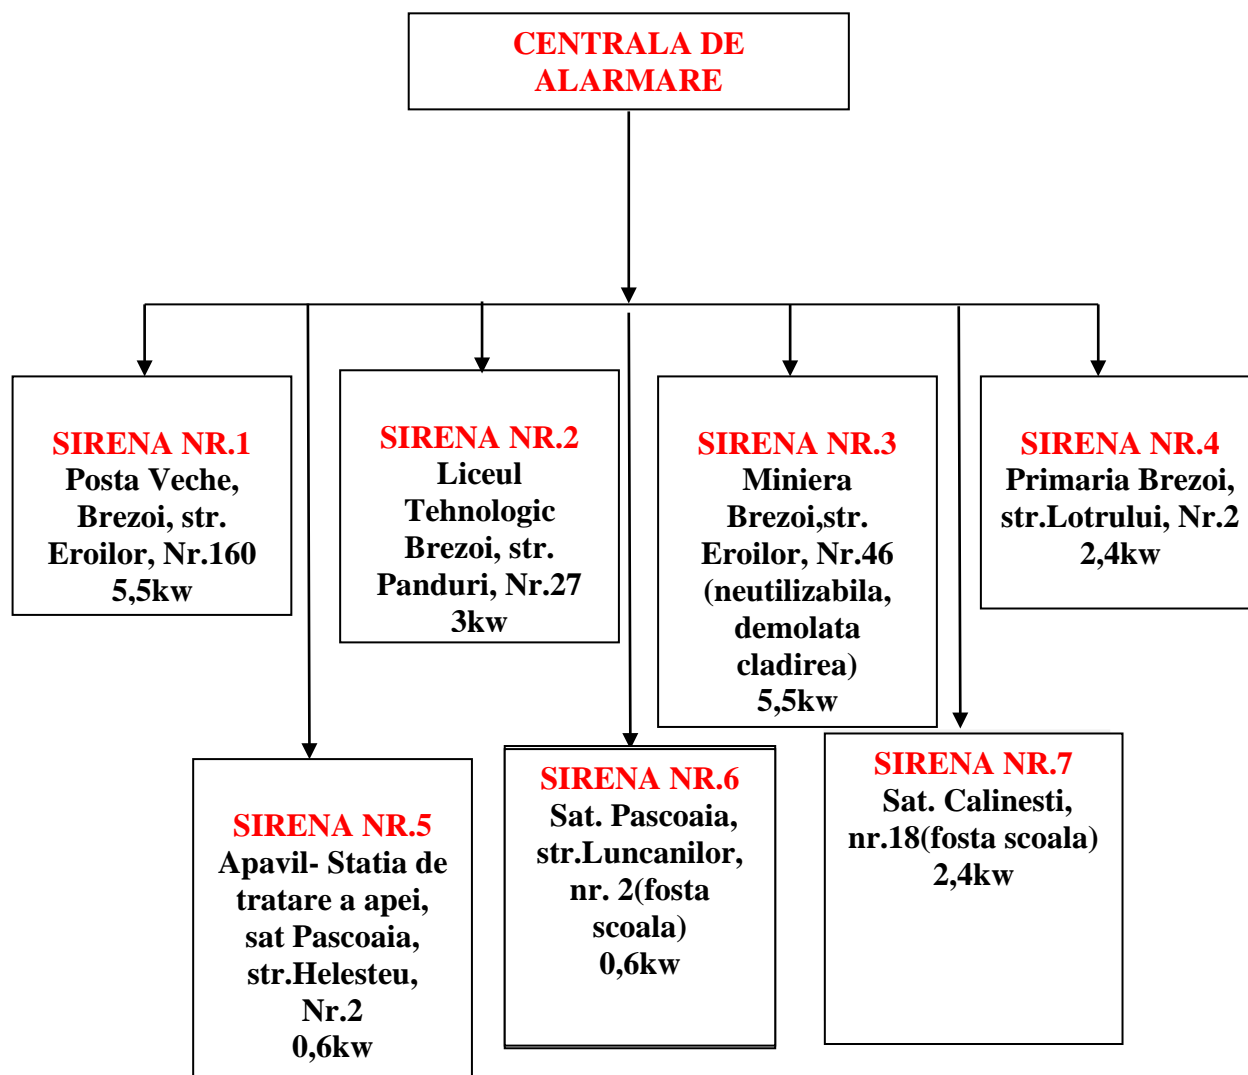 CENTRALA DE
ALARMARE
SIRENA NR.1
Posta Veche,
Brezoi, str.
Eroilor, Nr.160
5,5kw
SIRENA NR.2
Liceul
Tehnologic
Brezoi, str.
Panduri, Nr.27
3kw
SIRENA NR.3
Miniera
Brezoi,str.
Eroilor, Nr.46
(neutilizabila,
demolata
cladirea)
5,5kw
SIRENA NR.4
Primaria Brezoi,
str.Lotrului, Nr.2
2,4kw
SIRENA NR.5
Apavil- Statia de
tratare a apei,
sat Pascoaia,
str.Helesteu,
Nr.2
0,6kw
SIRENA NR.6
Sat. Pascoaia,
str.Luncanilor,
nr. 2(fosta
scoala)
0,6kw
SIRENA NR.7
Sat. Calinesti,
nr.18(fosta scoala)
2,4kw